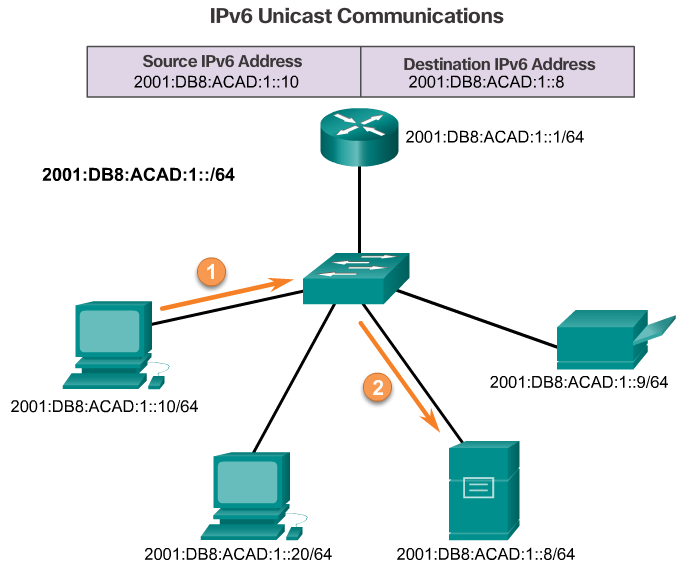 IPv6 Unicast Communications
Source IPv6 Address
2001:DB8:ACAD:1::10
Destination IPv6 Address
2001:DB8:ACAD:1::8
2001:DB8:ACAD:1::1/64
2001:DB8:ACAD:1::/64
1
2
2001:DB8:ACAD:1::9/64
2001:DB8:ACAD:1::10/64
2001:DB8:ACAD:1::20/64
2001:DB8:ACAD:1::8/64